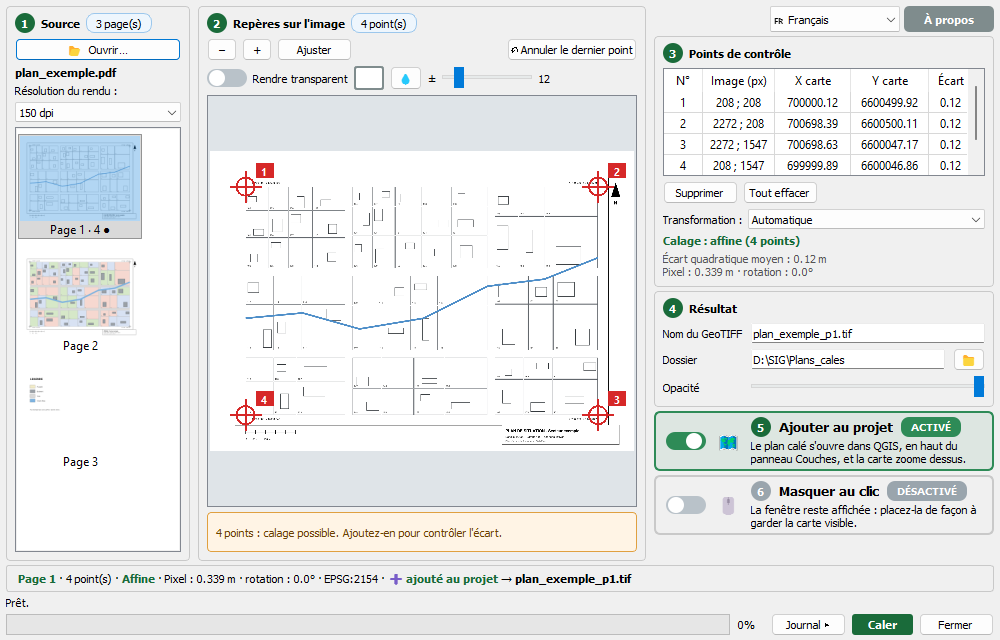 1 Source 3 page(s)
Ouvrir...
plan_exemple.pdf
Résolution du rendu :
150 dpi
Page 1 · 4 ●
Page 2
Page 3
2 Repères sur l'image 4 point(s)
− + Ajuster
Annuler le dernier point
Rendre transparent ± 12
1
2
N
4
3
PLAN DE SITUATION
4 points : calage possible. Ajoutez-en pour contrôler l'écart.
FR Français
À propos
3 Points de contrôle
N° Image (px) X carte Y carte Écart
1 208 ; 208 700000.12 6600499.92 0.12
2 2272 ; 208 700698.39 6600500.11 0.12
3 2272 ; 1547 700698.63 6600047.17 0.12
4 208 ; 1547 699999.89 6600046.86 0.12
Supprimer Tout effacer
Transformation : Automatique
Calage : affine (4 points)
Écart quadratique moyen : 0.12 m
Pixel : 0.339 m · rotation : 0.0°
4 Résultat
Nom du GeoTIFF plan_exemple_p1.tif
Dossier D:\SIG\Plans_cales
Opacité
5 Ajouter au projet ACTIVÉ
Le plan calé s'ouvre dans QGIS, en haut du
panneau Couches, et la carte zoome dessus.
6 Masquer au clic DÉSACTIVÉ
La fenêtre reste affichée : placez-la de façon à
garder la carte visible.
Page 1 · 4 point(s) · Affine · Pixel : 0.339 m · rotation : 0.0° · EPSG:2154 · ➕ ajouté au projet → plan_exemple_p1.tif
Prêt.
0% Journal ▸ Caler Fermer